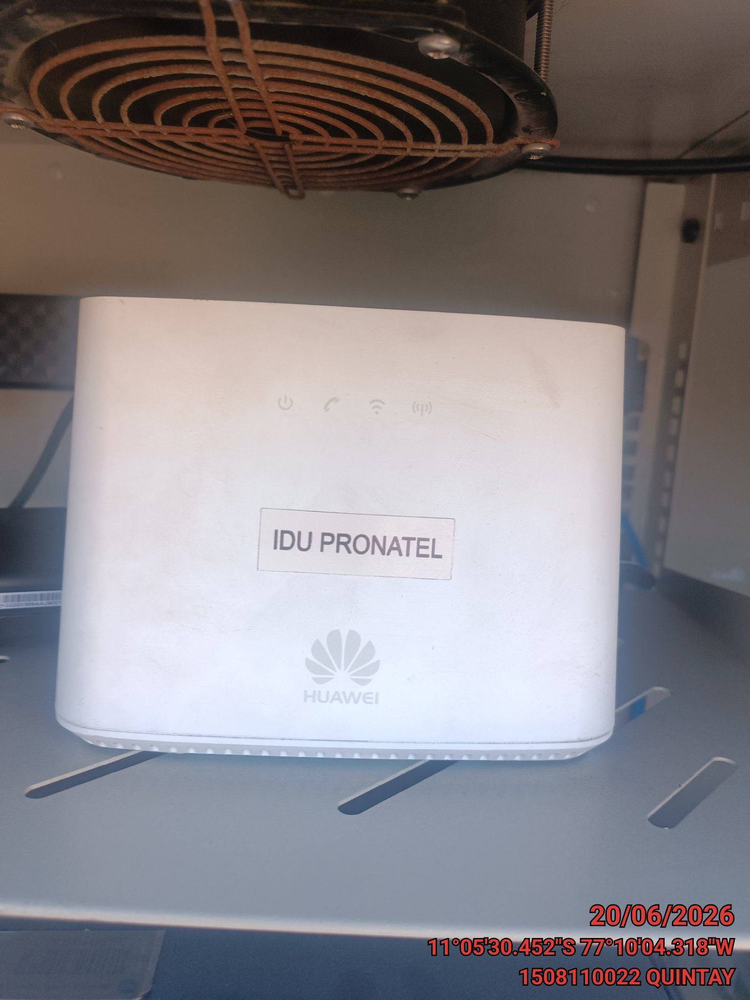 IDU PRONATEL
HUAWEI
20/06/2026
11°05'30.452"S 77°10'04.318"W
1508110022 QUINTAY